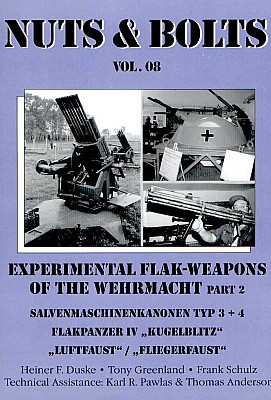 NUTS & BOLTS
VOL. 08
EXPERIMENTAL FLAK-WEAPONS
OF THE WEHRMACHT PART 2
SALVENMASCHINENKANONEN TYP 3 + 4
FLAKPANZER IV „KUGELBLITZ“
„LUFTFAUST“ / „FLIEGERFAUST“
Heiner F. Duske • Tony Greenland • Frank Schulz
Technical Assistance: Karl R. Pawlas & Thomas Anderson